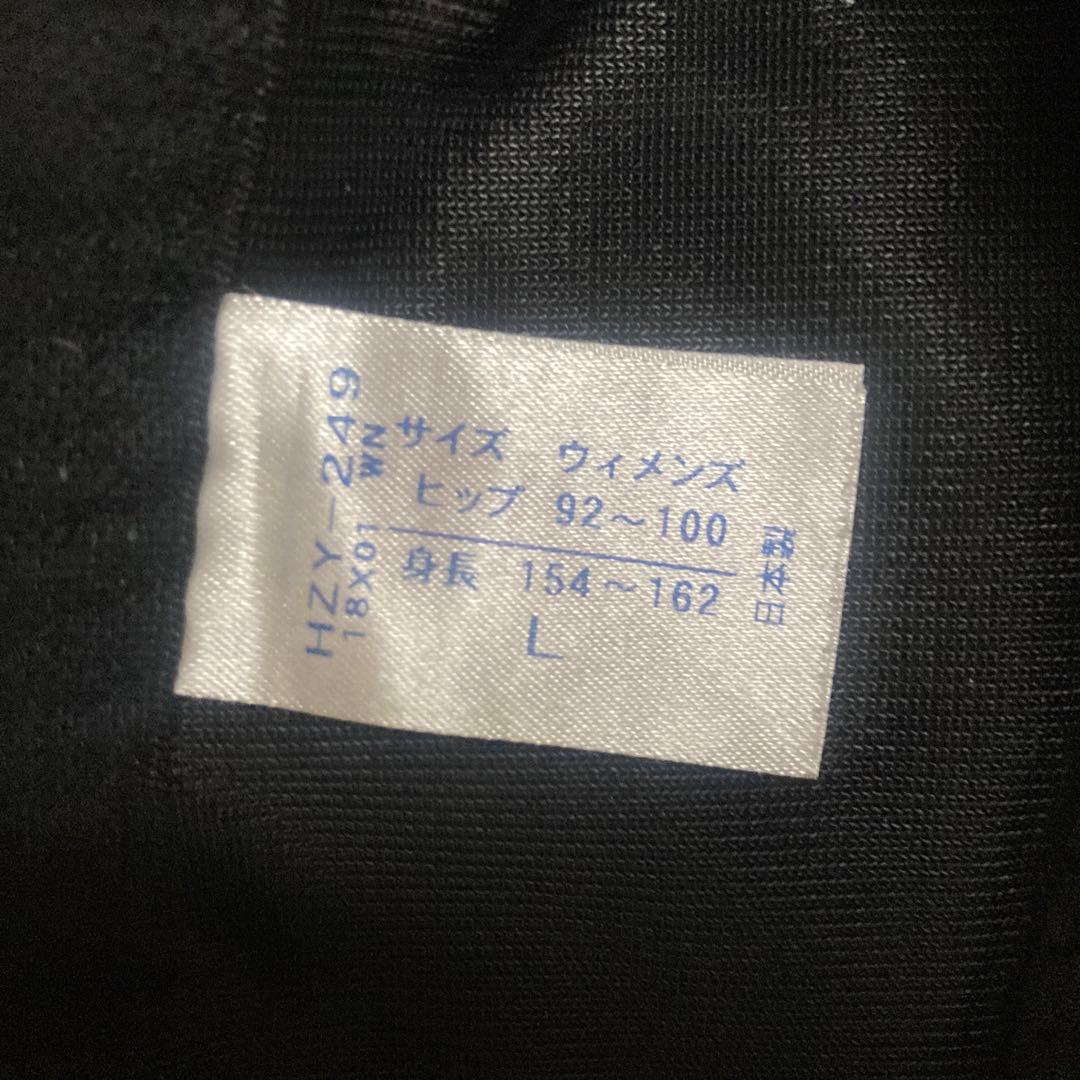 HZY-249
18X01 WN
サイズ ウィメンズ
ヒップ 92~100
身長 154~162
L
日本製